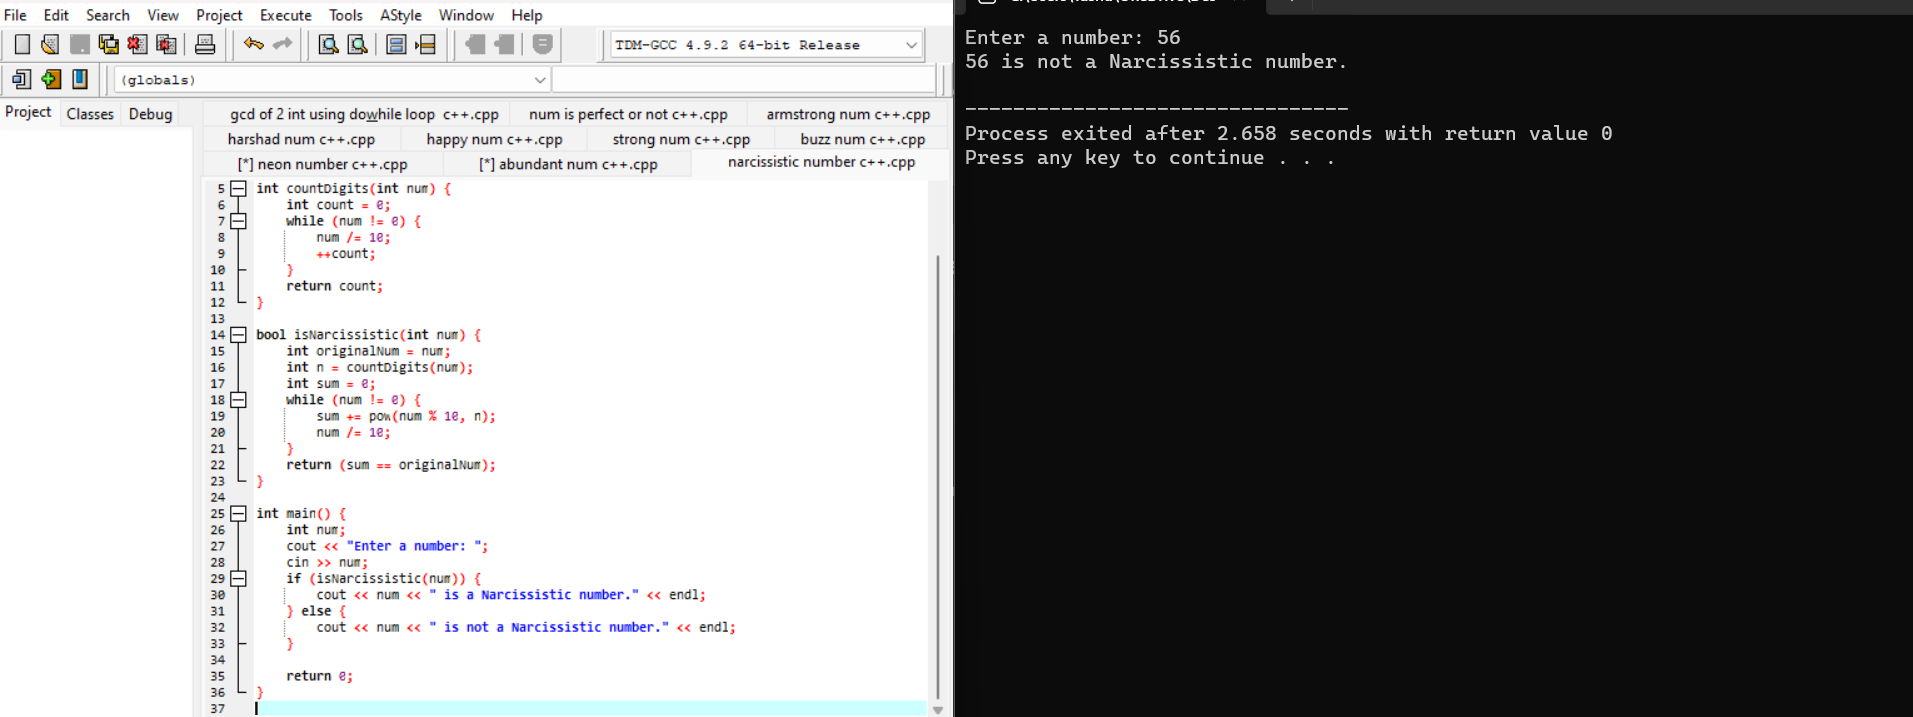 File Edit Search View Project Execute Tools AStyle Window Help
TDM-GCC 4.9.2 64-bit Release
(globals)
Project Classes Debug
gcd of 2 int using dowhile loop c++.cpp num is perfect or not c++.cpp armstrong num c++.cpp
harshad num c++.cpp happy num c++.cpp strong num c++.cpp buzz num c++.cpp
[*] neon number c++.cpp [*] abundant num c++.cpp narcissistic number c++.cpp
5 int countDigits(int num) {
6 int count = 0;
7 while (num != 0) {
8 num /= 10;
9 ++count;
10 }
11 return count;
12 }
13
14 bool isNarcissistic(int num) {
15 int originalNum = num;
16 int n = countDigits(num);
17 int sum = 0;
18 while (num != 0) {
19 sum += pow(num % 10, n);
20 num /= 10;
21 }
22 return (sum == originalNum);
23 }
24
25 int main() {
26 int num;
27 cout << "Enter a number: ";
28 cin >> num;
29 if (isNarcissistic(num)) {
30 cout << num << " is a Narcissistic number." << endl;
31 } else {
32 cout << num << " is not a Narcissistic number." << endl;
33 }
34
35 return 0;
36 }
37
Enter a number: 56
56 is not a Narcissistic number.
--------------------------------
Process exited after 2.658 seconds with return value 0
Press any key to continue . . .